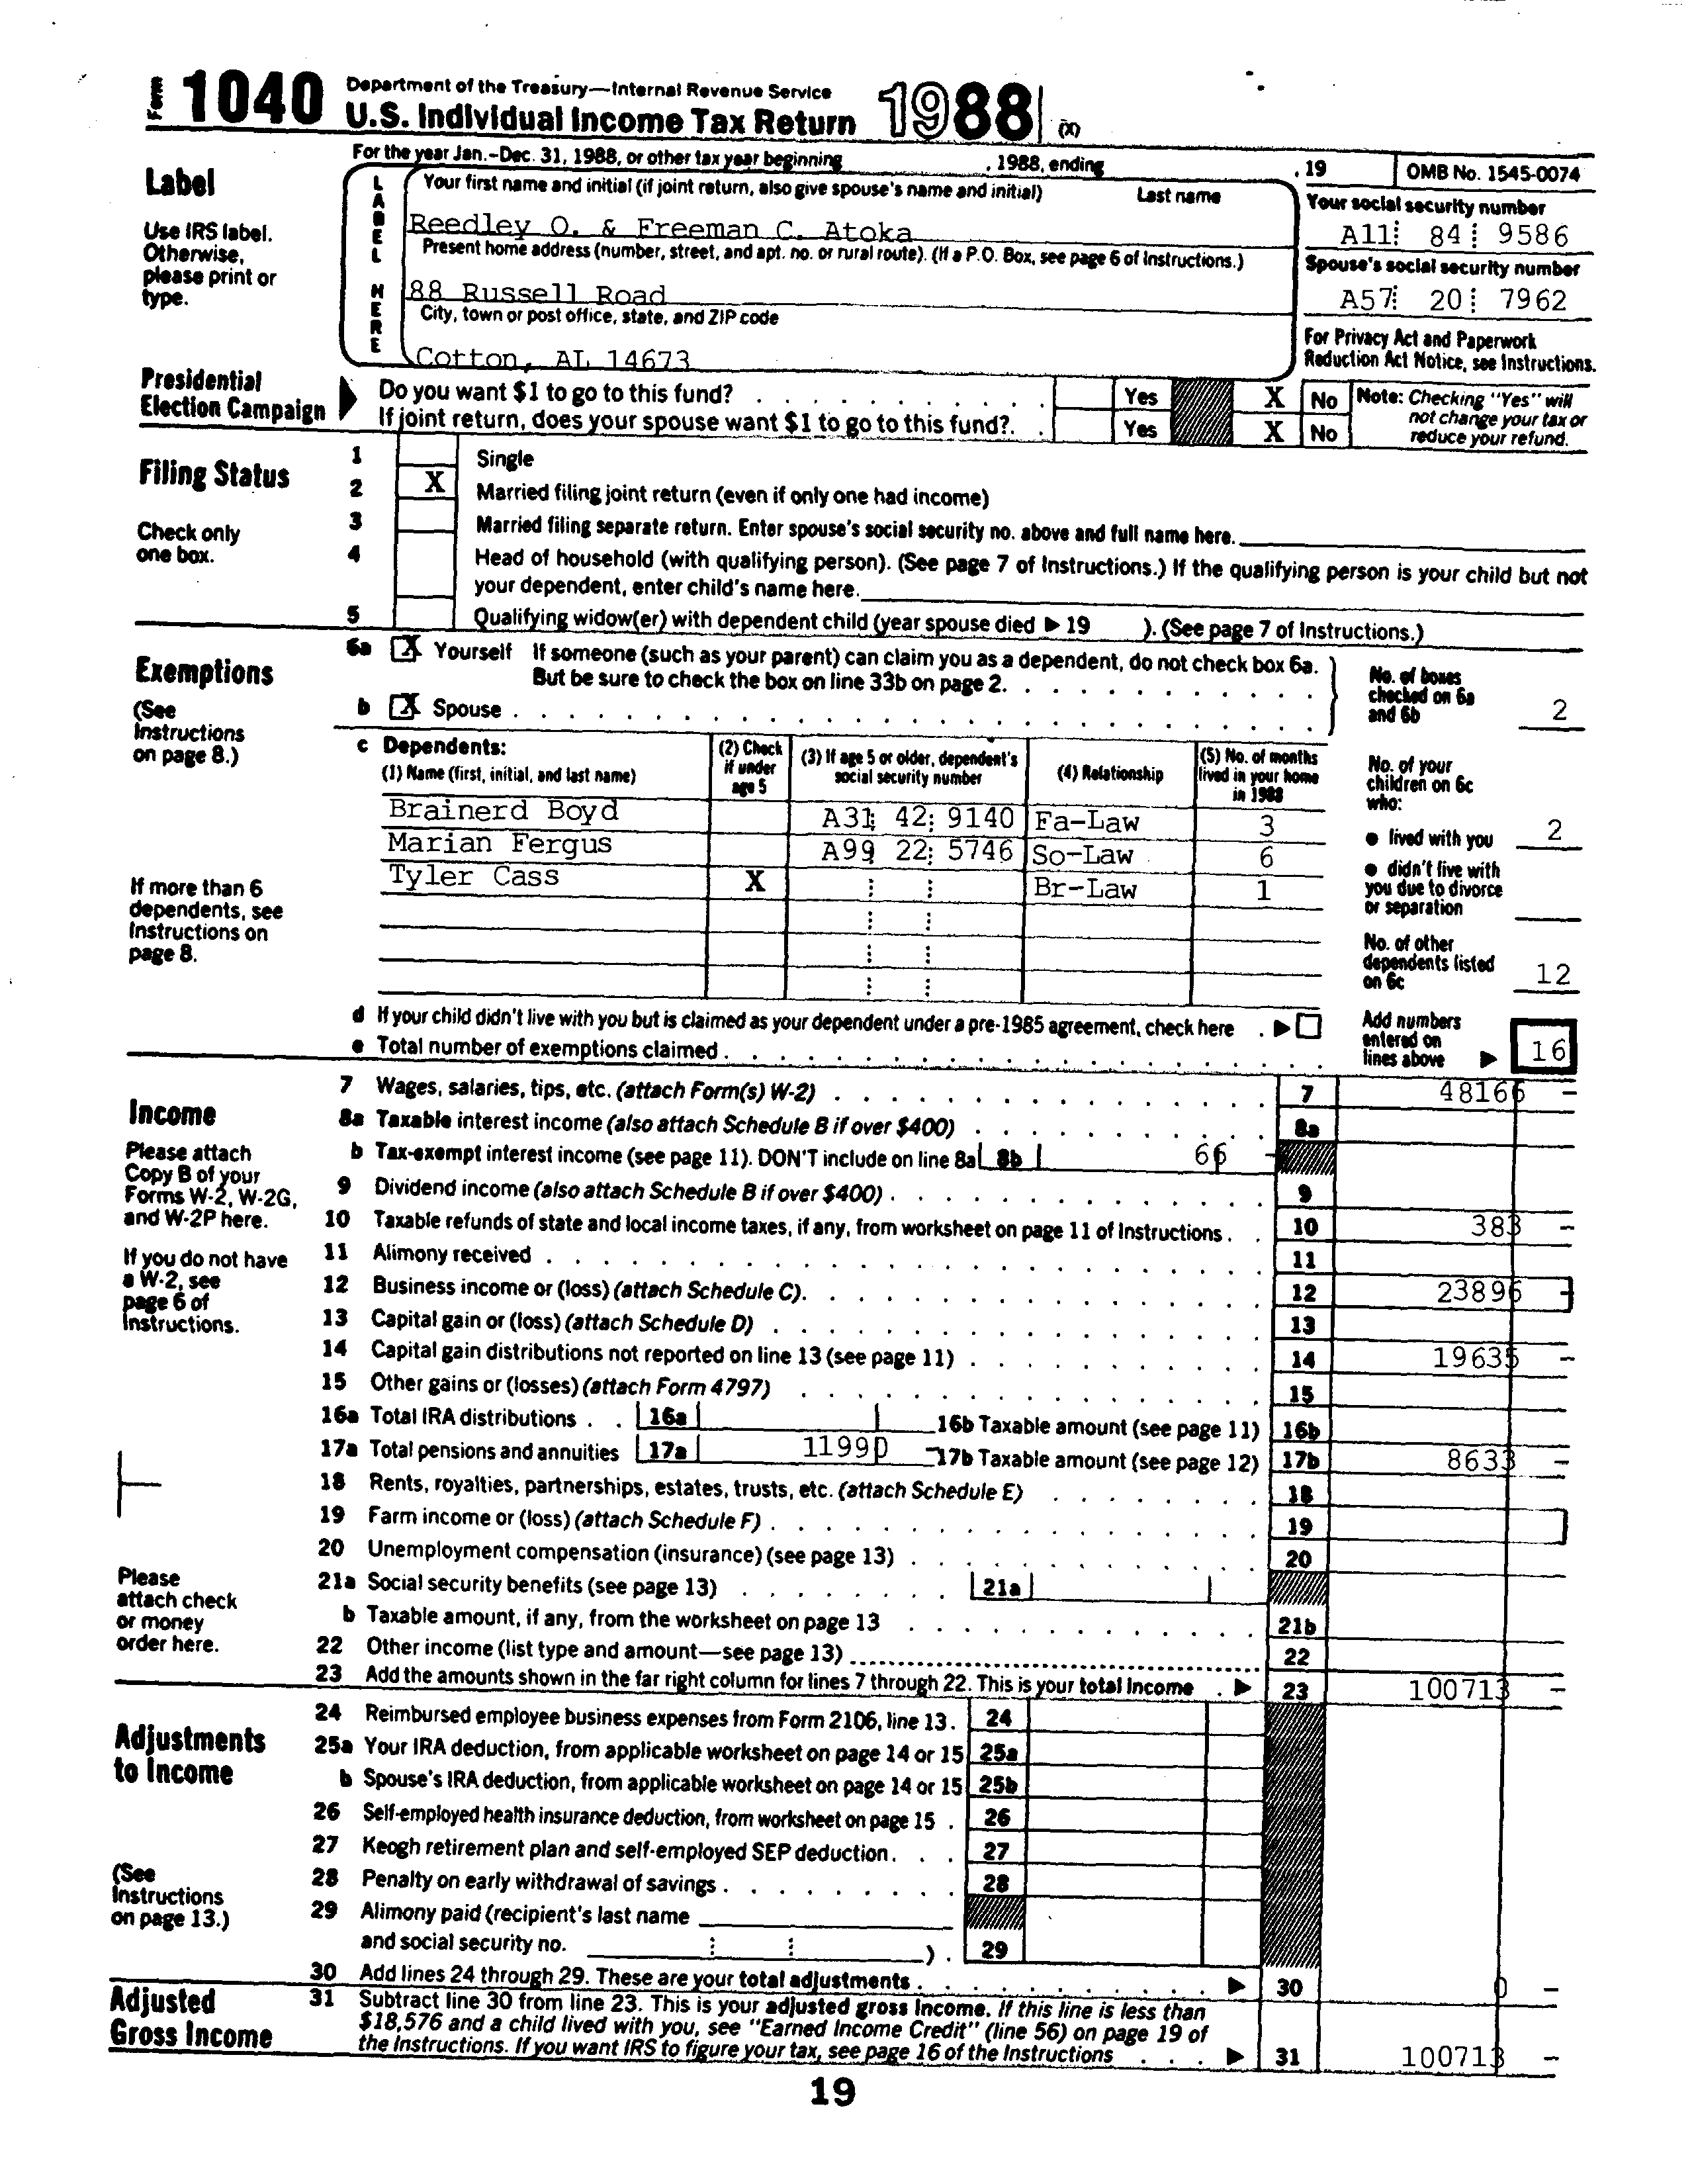 Form 1040 Department of the Treasury—Internal Revenue Service
U.S. Individual Income Tax Return 1988 (X)
For the year Jan.-Dec. 31, 1988, or other tax year beginning , 1988, ending , 19 OMB No. 1545-0074
Label
Use IRS label.
Otherwise,
please print or
type.
LABEL HERE
Your first name and initial (if joint return, also give spouse's name and initial) Last name
Reedley O. & Freeman C. Atoka
Your social security number
A11 84 9586
Present home address (number, street, and apt. no. or rural route). (If a P.O. Box, see page 6 of Instructions.)
88 Russell Road
Spouse's social security number
A57 20 7962
City, town or post office, state, and ZIP code
Cotton, AL 14673
For Privacy Act and Paperwork
Reduction Act Notice, see Instructions.
Presidential
Election Campaign
Do you want $1 to go to this fund? Yes X No
If joint return, does your spouse want $1 to go to this fund? Yes X No
Note: Checking "Yes" will
not change your tax or
reduce your refund.
Filing Status
Check only
one box.
1 Single
2 X Married filing joint return (even if only one had income)
3 Married filing separate return. Enter spouse's social security no. above and full name here.
4 Head of household (with qualifying person). (See page 7 of Instructions.) If the qualifying person is your child but not
your dependent, enter child's name here.
5 Qualifying widow(er) with dependent child (year spouse died ▶ 19 ). (See page 7 of Instructions.)
Exemptions
(See
Instructions
on page 8.)
6a X Yourself If someone (such as your parent) can claim you as a dependent, do not check box 6a.
But be sure to check the box on line 33b on page 2.
b X Spouse
No. of boxes
checked on 6a
and 6b 2
c Dependents:
(1) Name (first, initial, and last name)
(2) Check
if under
age 5
(3) If age 5 or older, dependent's
social security number
(4) Relationship
(5) No. of months
lived in your home
in 1988
Brainerd Boyd A31 42 9140 Fa-Law 3
Marian Fergus A99 22 5746 So-Law 6
Tyler Cass X Br-Law 1
If more than 6
dependents, see
Instructions on
page 8.
No. of your
children on 6c
who:
● lived with you 2
● didn't live with
you due to divorce
or separation
No. of other
dependents listed
on 6c 12
d If your child didn't live with you but is claimed as your dependent under a pre-1985 agreement, check here ▶
e Total number of exemptions claimed
Add numbers
entered on
lines above ▶ 16
Income
Please attach
Copy B of your
Forms W-2, W-2G,
and W-2P here.
If you do not have
a W-2, see
page 6 of
Instructions.
Please
attach check
or money
order here.
7 Wages, salaries, tips, etc. (attach Form(s) W-2) 7 48166 -
8a Taxable interest income (also attach Schedule B if over $400) 8a
b Tax-exempt interest income (see page 11). DON'T include on line 8a 8b 66 -
9 Dividend income (also attach Schedule B if over $400) 9
10 Taxable refunds of state and local income taxes, if any, from worksheet on page 11 of Instructions 10 383 -
11 Alimony received 11
12 Business income or (loss) (attach Schedule C) 12 23896 -
13 Capital gain or (loss) (attach Schedule D) 13
14 Capital gain distributions not reported on line 13 (see page 11) 14 19635 -
15 Other gains or (losses) (attach Form 4797) 15
16a Total IRA distributions 16a 16b Taxable amount (see page 11) 16b
17a Total pensions and annuities 17a 11990 - 17b Taxable amount (see page 12) 17b 8633 -
18 Rents, royalties, partnerships, estates, trusts, etc. (attach Schedule E) 18
19 Farm income or (loss) (attach Schedule F) 19
20 Unemployment compensation (insurance) (see page 13) 20
21a Social security benefits (see page 13) 21a
b Taxable amount, if any, from the worksheet on page 13 21b
22 Other income (list type and amount—see page 13) 22
23 Add the amounts shown in the far right column for lines 7 through 22. This is your total income ▶ 23 100713 -
Adjustments
to Income
(See
Instructions
on page 13.)
24 Reimbursed employee business expenses from Form 2106, line 13 24
25a Your IRA deduction, from applicable worksheet on page 14 or 15 25a
b Spouse's IRA deduction, from applicable worksheet on page 14 or 15 25b
26 Self-employed health insurance deduction, from worksheet on page 15 26
27 Keogh retirement plan and self-employed SEP deduction 27
28 Penalty on early withdrawal of savings 28
29 Alimony paid (recipient's last name
and social security no. ) 29
30 Add lines 24 through 29. These are your total adjustments ▶ 30 0 -
Adjusted
Gross Income
31 Subtract line 30 from line 23. This is your adjusted gross income. If this line is less than
$18,576 and a child lived with you, see "Earned Income Credit" (line 56) on page 19 of
the Instructions. If you want IRS to figure your tax, see page 16 of the Instructions ▶ 31 100713 -
19